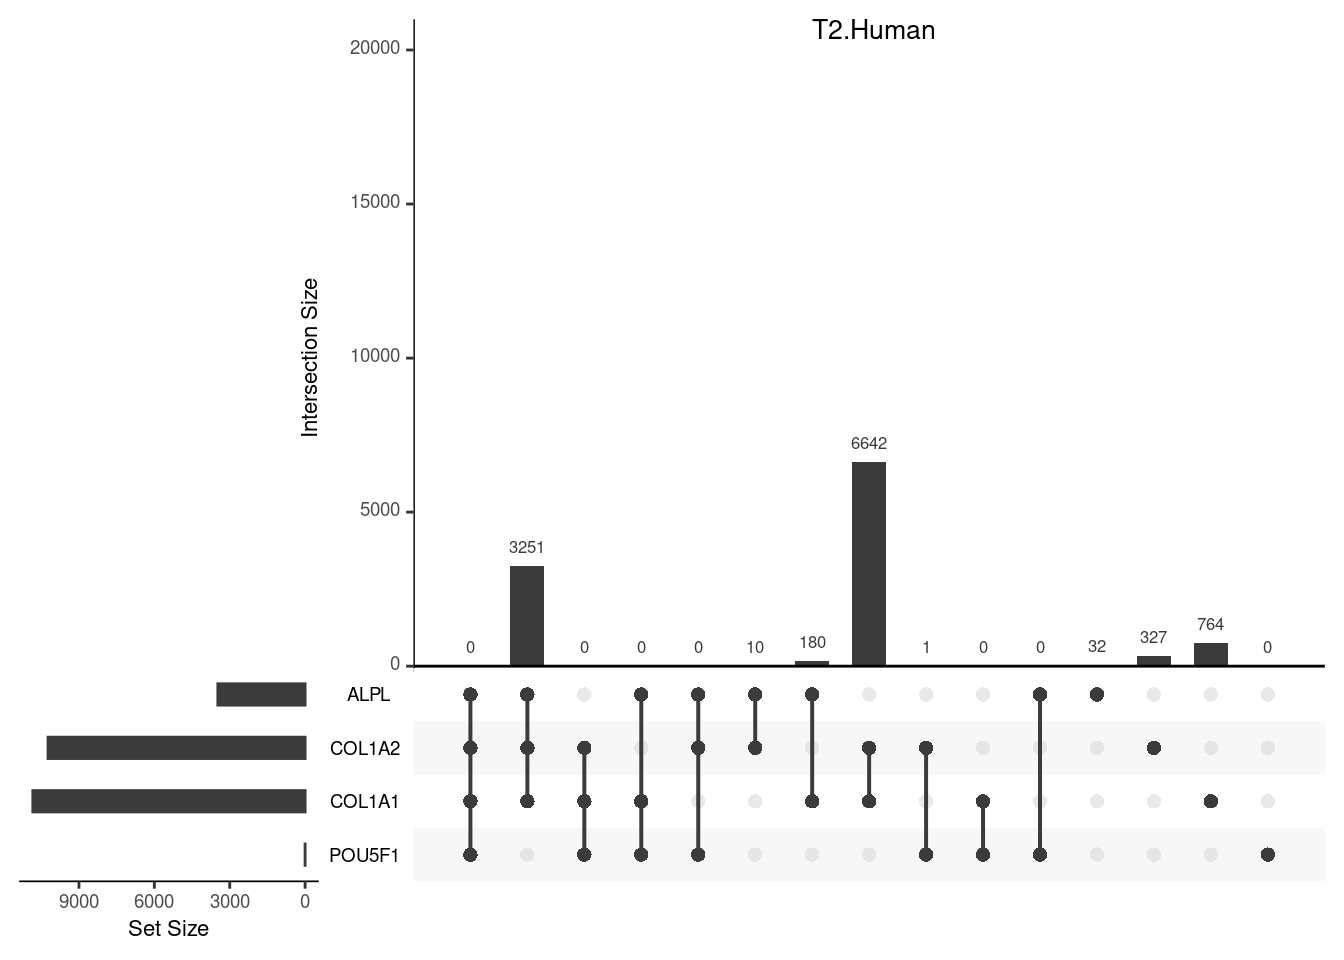 T2.Human
20000
15000
10000
5000
0
Intersection Size
0 3251 0 0 0 10 180 6642 1 0 0 32 327 764 0
ALPL
COL1A2
COL1A1
POU5F1
9000 6000 3000 0
Set Size